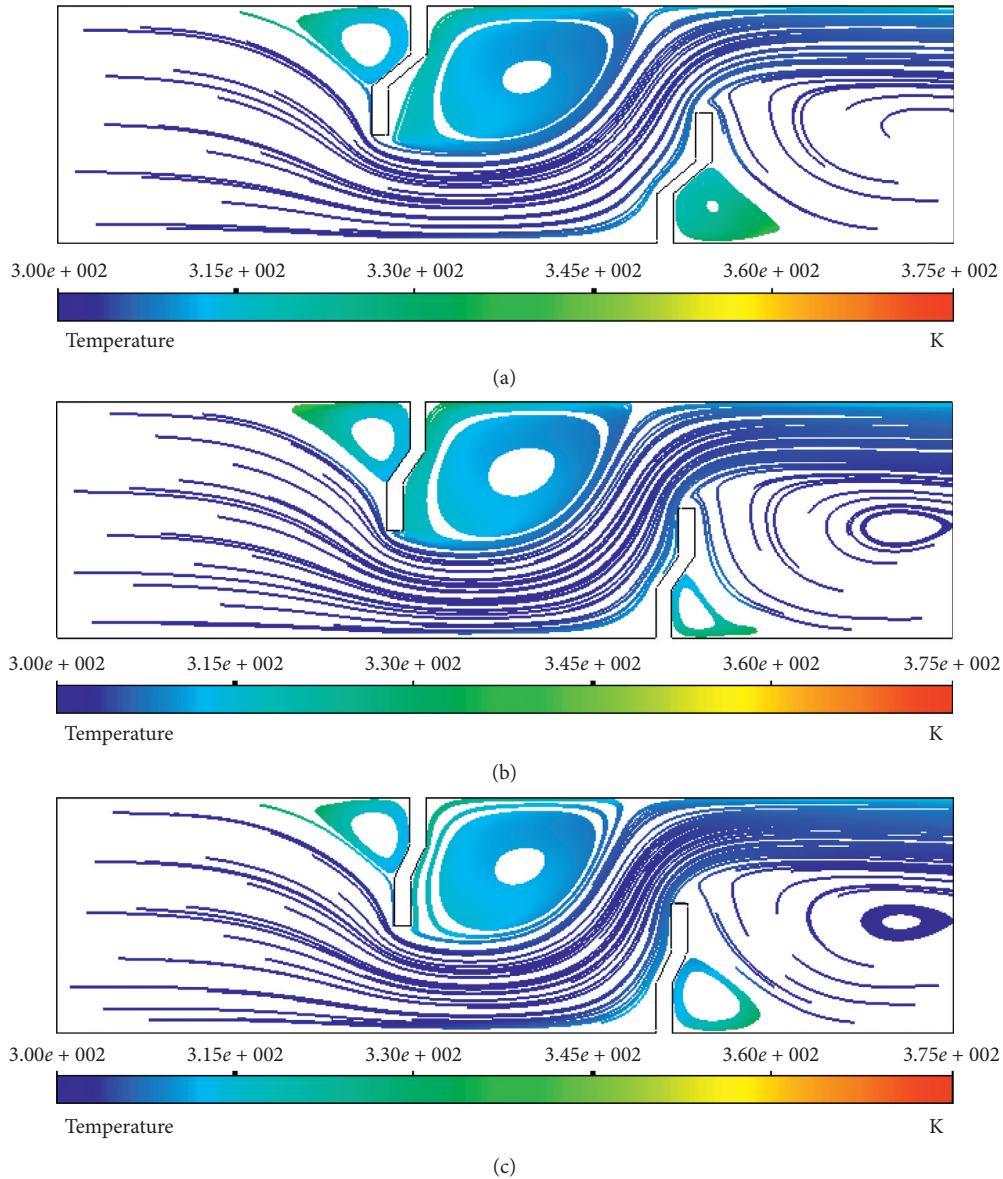 3.00e + 002 3.15e + 002 3.30e + 002 3.45e + 002 3.60e + 002 3.75e + 002
Temperature K
(a)
3.00e + 002 3.15e + 002 3.30e + 002 3.45e + 002 3.60e + 002 3.75e + 002
Temperature K
(b)
3.00e + 002 3.15e + 002 3.30e + 002 3.45e + 002 3.60e + 002 3.75e + 002
Temperature K
(c)